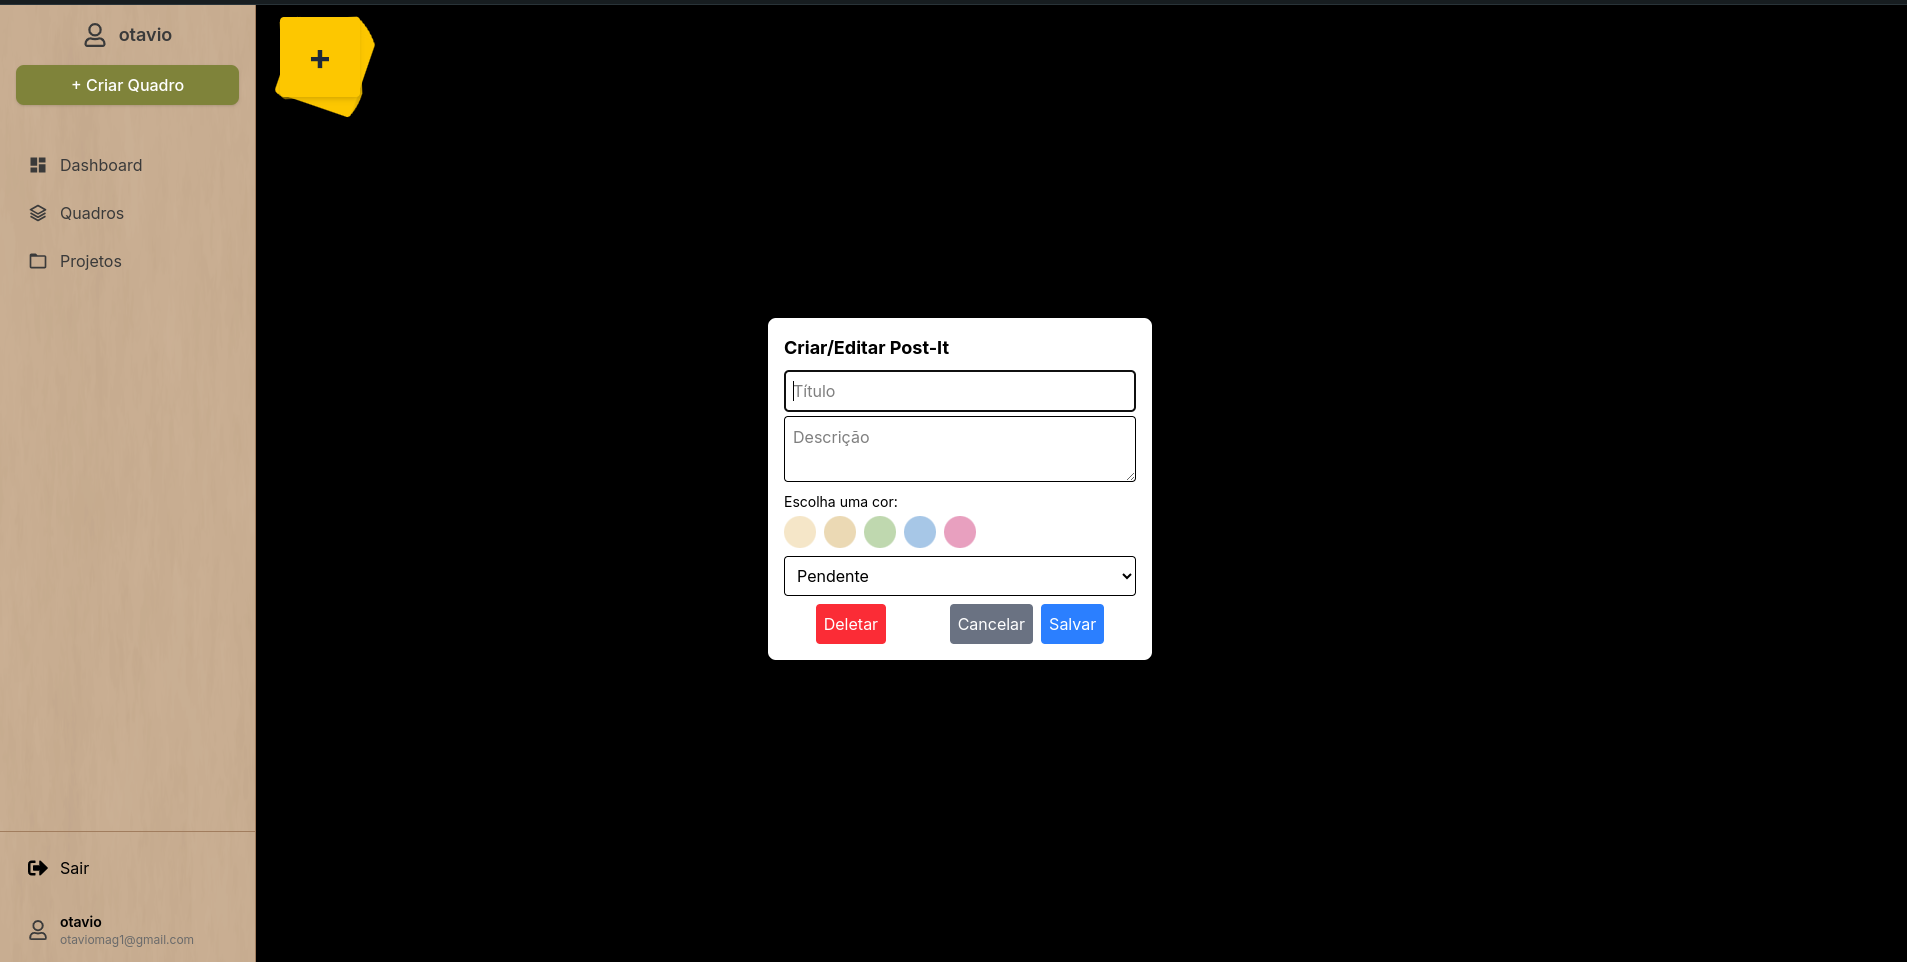 otavio
+ Criar Quadro
Dashboard
Quadros
Projetos
Sair
otavio
otaviomag1@gmail.com
+
Criar/Editar Post-It
Título
Descrição
Escolha uma cor:
Pendente
Deletar Cancelar Salvar